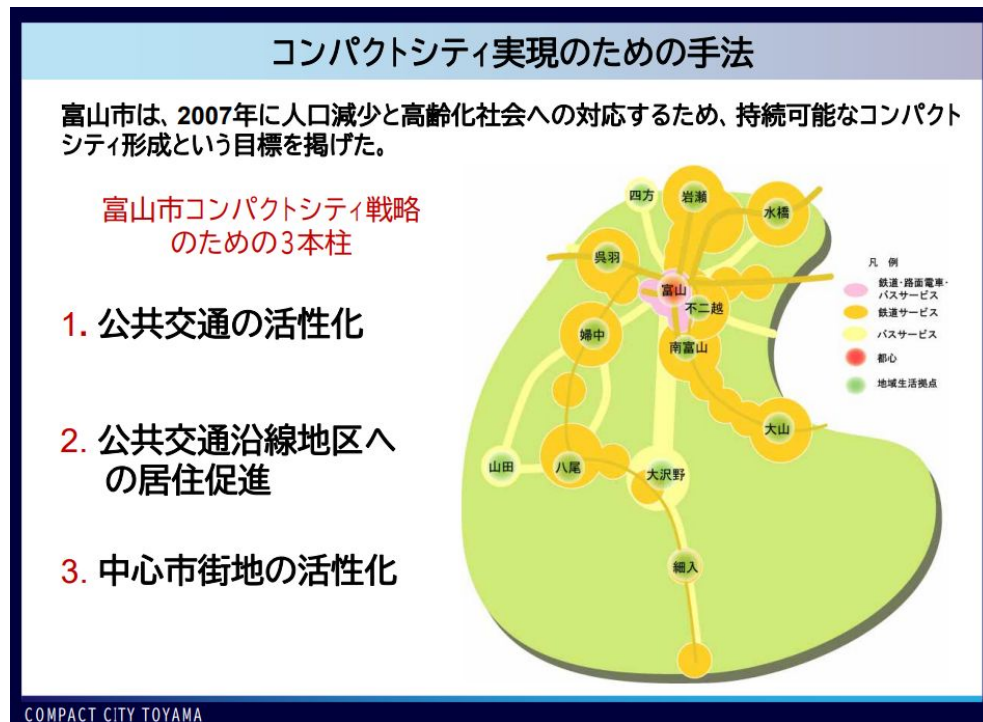 コンパクトシティ実現のための手法
富山市は、2007年に人口減少と高齢化社会への対応するため、持続可能なコンパクト
シティ形成という目標を掲げた。
富山市コンパクトシティ戦略
のための3本柱
1. 公共交通の活性化
2. 公共交通沿線地区へ
の居住促進
3. 中心市街地の活性化
四方
岩瀬
水橋
呉羽
富山
不二越
婦中
南富山
大山
山田
八尾
大沢野
細入
凡 例
鉄道・路面電車・
バスサービス
鉄道サービス
バスサービス
都心
地域生活拠点
COMPACT CITY TOYAMA